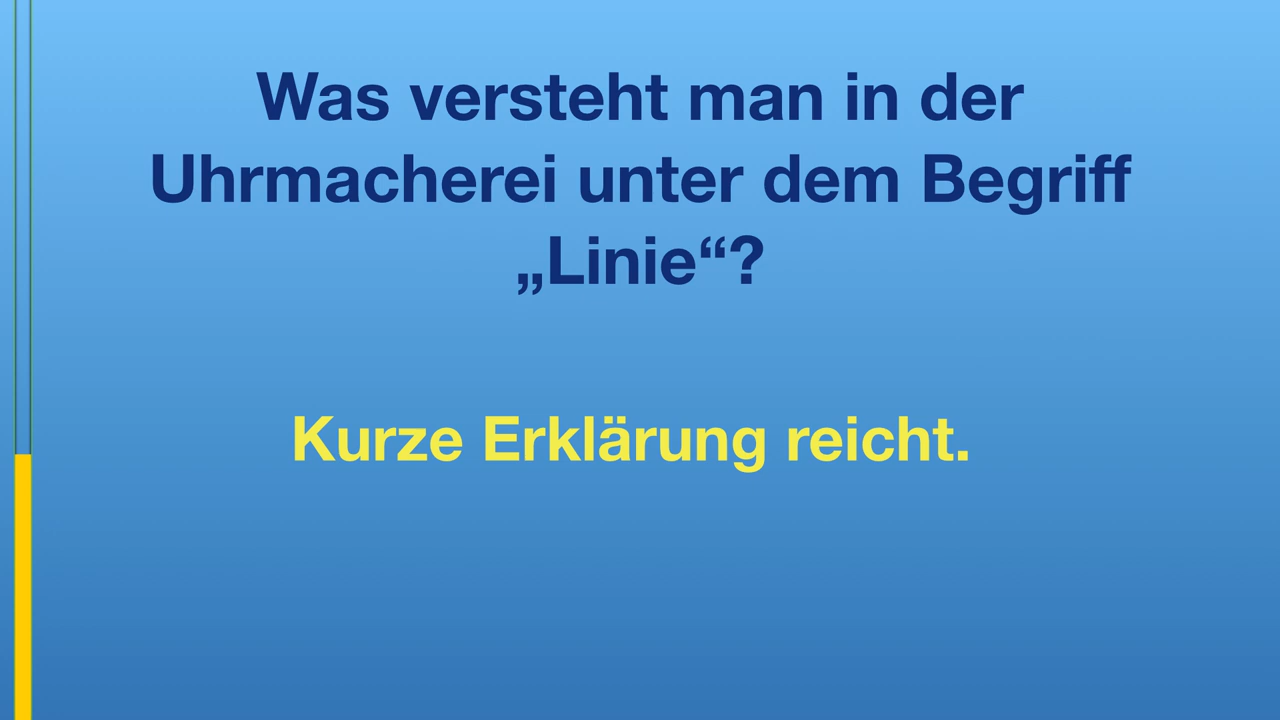 Was versteht man in der
Uhrmacherei unter dem Begriff
„Linie“?
Kurze Erklärung reicht.